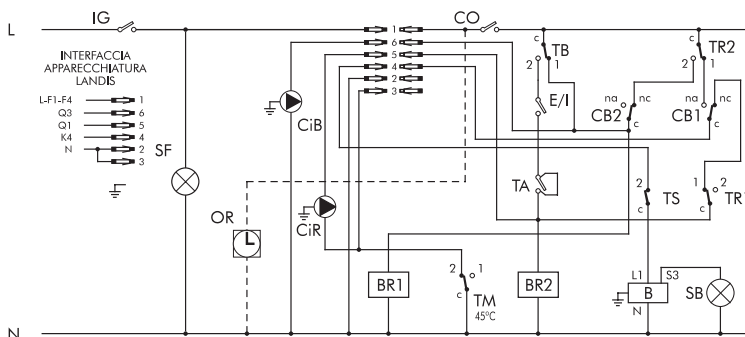 L
IG
1
6
5
4
2
3
CO
INTERFACCIA
APPARECCHIATURA
LANDIS
L-F1-F4 1
Q3 6
Q1 5
K4 4
N 2
3
SF
CiB
CiR
OR
L
c
TB
2 1
E/I
TA
c
TR2
2 1
na nc
CB2
c
na nc
CB1
c
2
TS
c
1 2
TR1
c
BR1
2 1
TM
c
45°C
BR2
L1 S3
B
N
SB
N